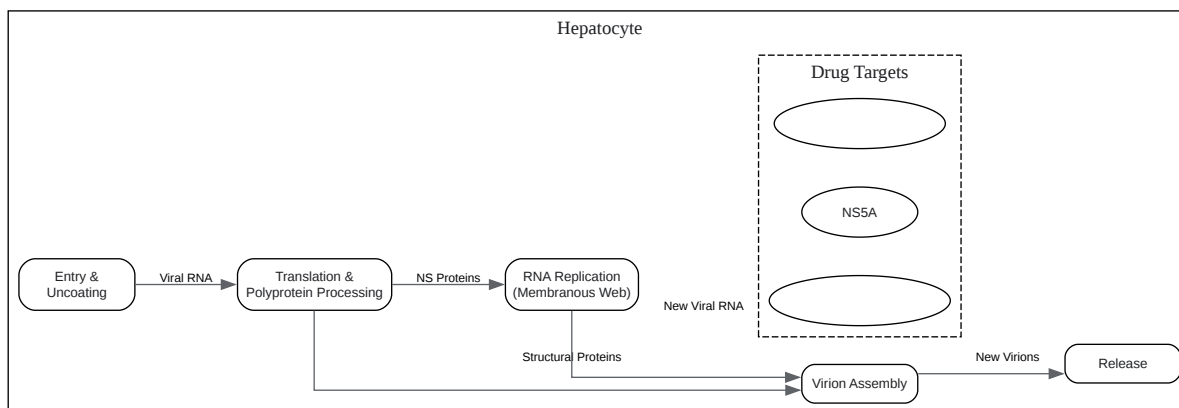 Hepatocyte
Drug Targets
NS5A
Entry &
Uncoating
Viral RNA
Translation &
Polyprotein Processing
NS Proteins
RNA Replication
(Membranous Web)
New Viral RNA
Structural Proteins
Virion Assembly
New Virions
Release